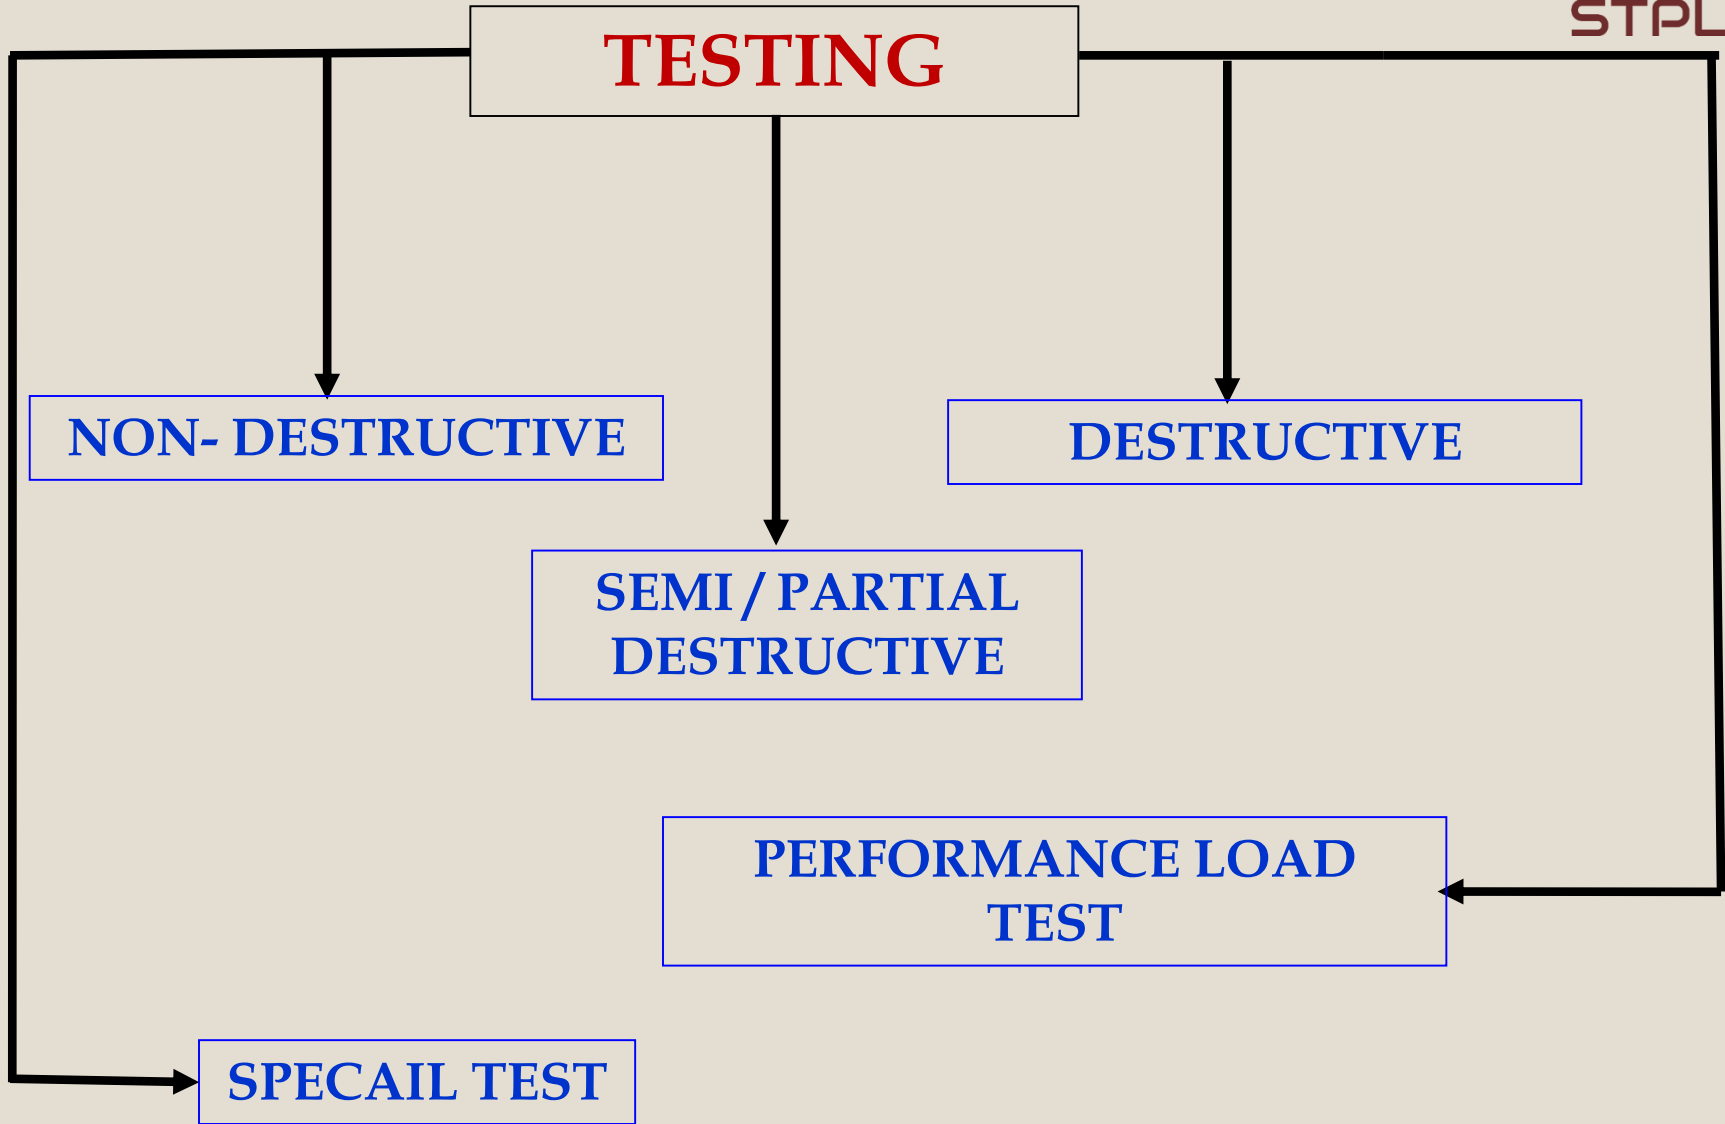 STPL
TESTING
NON- DESTRUCTIVE
DESTRUCTIVE
SEMI / PARTIAL
DESTRUCTIVE
PERFORMANCE LOAD
TEST
SPECAIL TEST